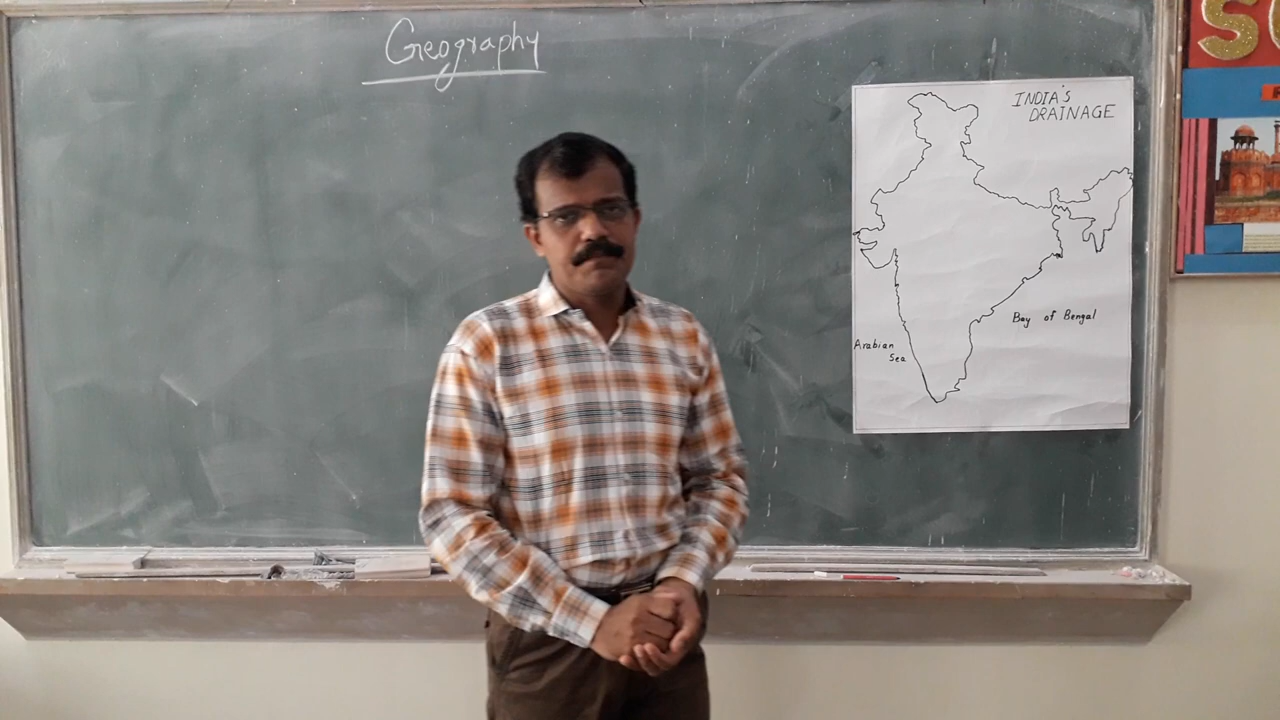 Geography
INDIA'S
DRAINAGE
Bay of Bengal
Arabian
Sea